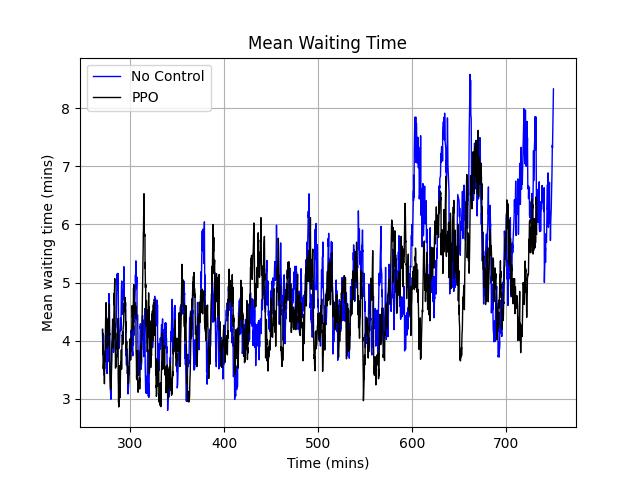 Mean Waiting Time
No Control
PPO
8
7
6
5
4
3
Mean waiting time (mins)
300 400 500 600 700
Time (mins)